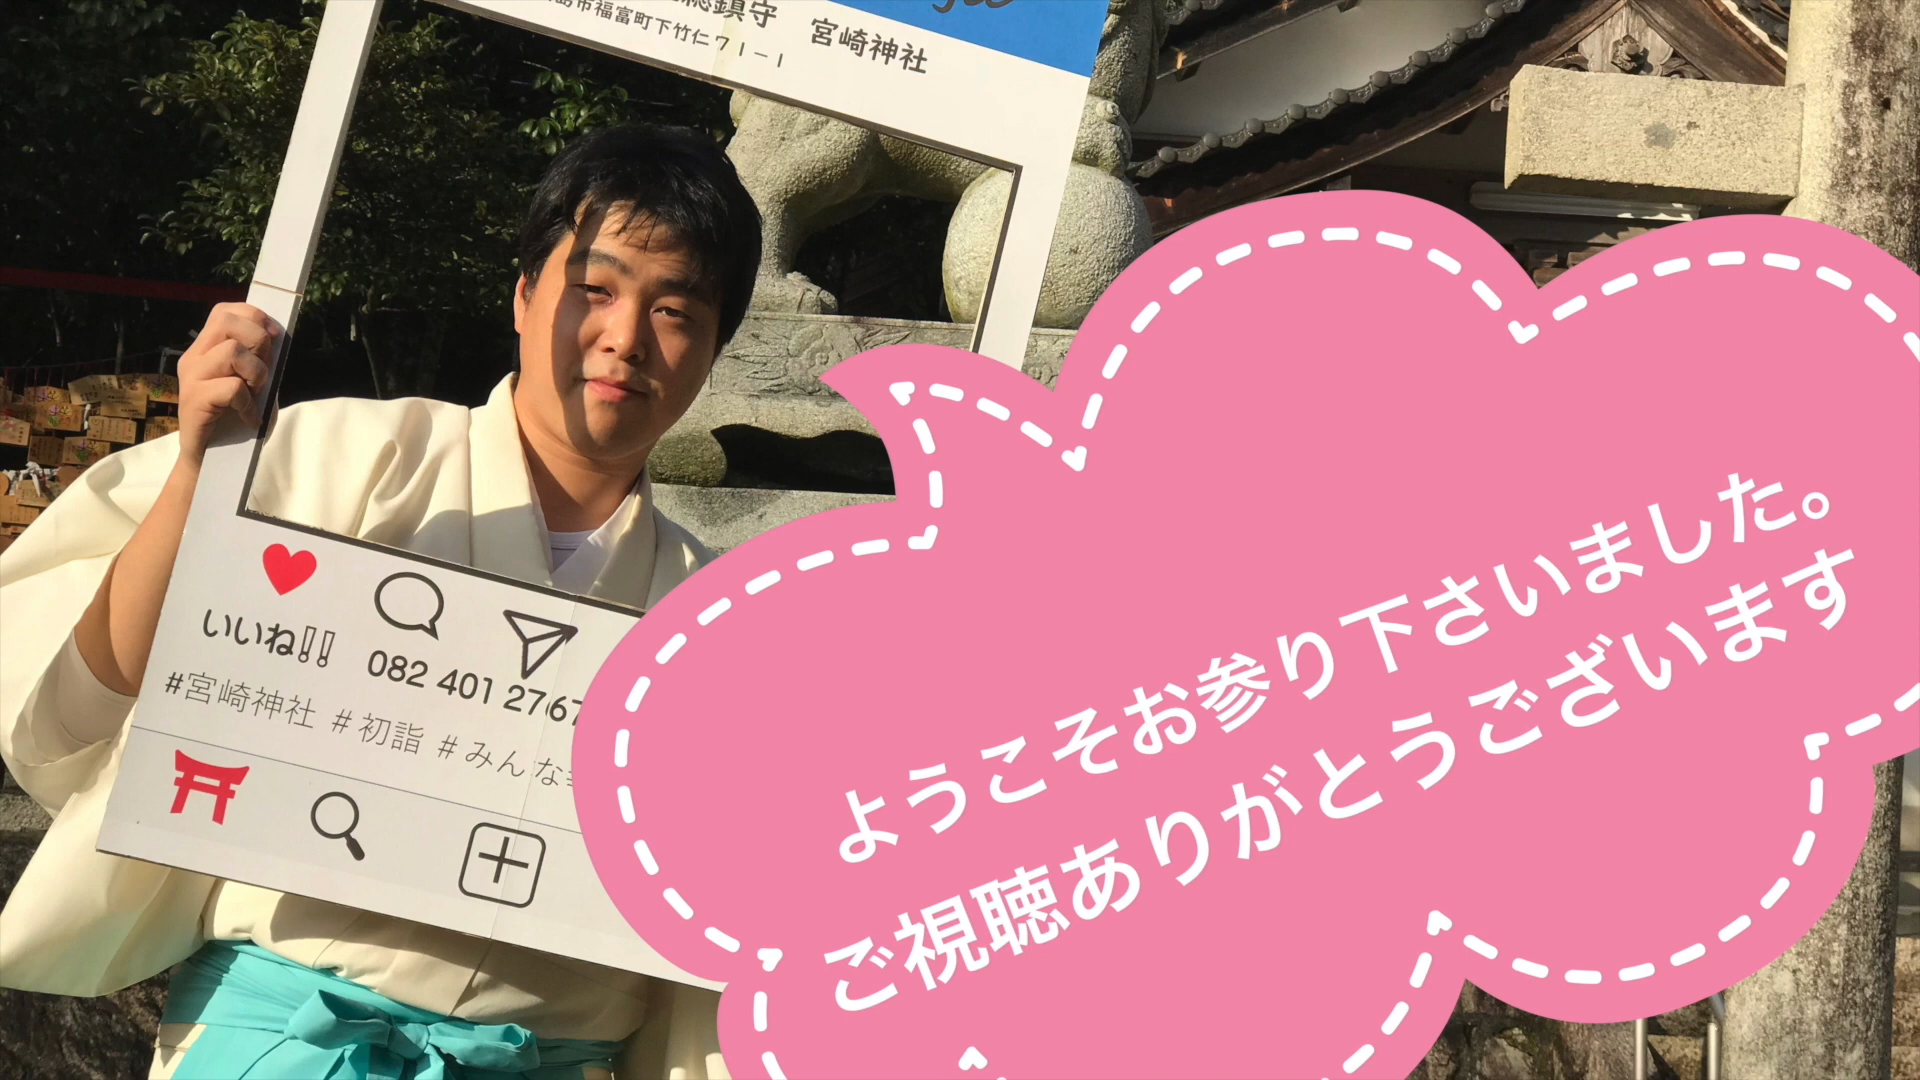 総鎮守 宮崎神社
島市福富町下竹仁71-1
いいね!!
082 401 2767
#宮崎神社 #初詣 #みんな
ようこそお参り下さいました。
ご視聴ありがとうございます